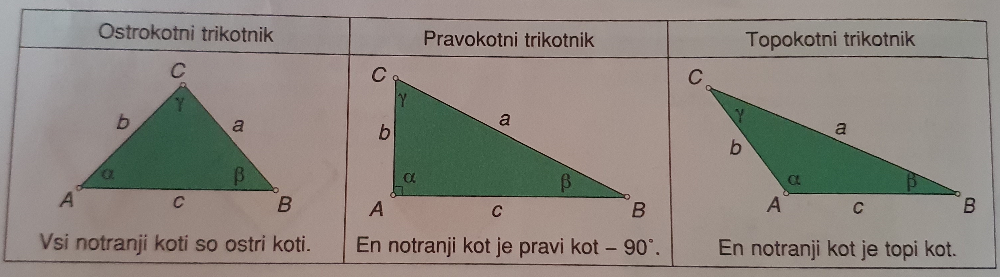 Ostrokotni trikotnik
C
γ
b
a
α
β
A
c
B
Vsi notranji koti so ostri koti.
Pravokotni trikotnik
C
γ
b
a
α
β
A
c
B
En notranji kot je pravi kot – 90°.
Topokotni trikotnik
C
γ
a
b
α
β
A
c
B
En notranji kot je topi kot.